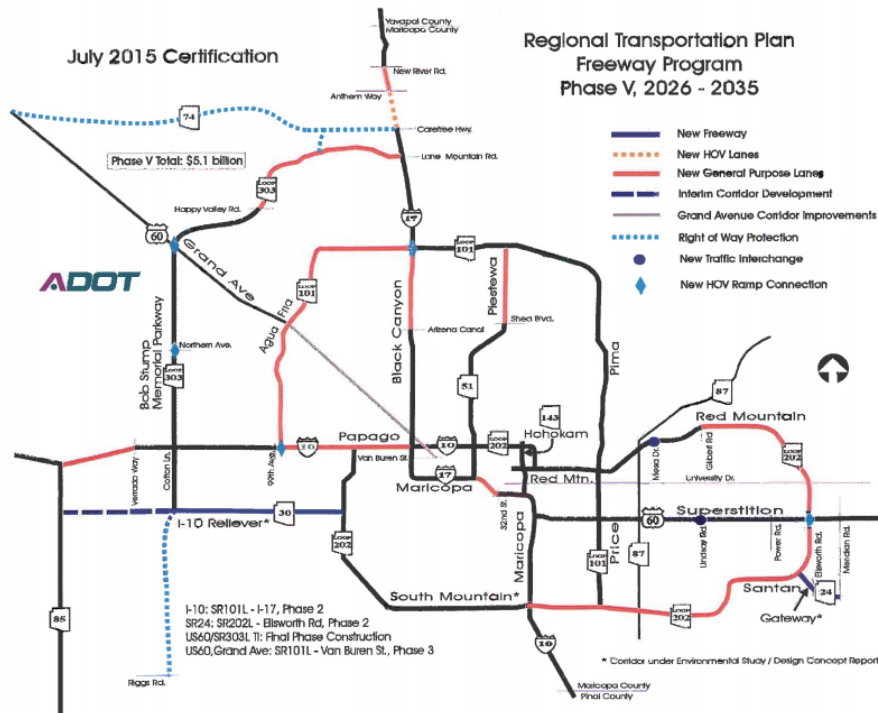 July 2015 Certification
Regional Transportation Plan
Freeway Program
Phase V, 2026 - 2035
Yavapai County
Maricopa County
New River Rd.
Anthem Way
74
Carefree Hwy.
Phase V Total: $5.1 billion
Lone Mountain Rd.
LOOP
303
Happy Valley Rd.
17
60
Grand Ave
LOOP
101
LOOP
101
New Freeway
New HOV Lanes
New General Purpose Lanes
Interim Corridor Development
Grand Avenue Corridor Improvements
Right of Way Protection
New Traffic Interchange
New HOV Ramp Connection
ADOT
Agua Fria
Black Canyon
Piestewa
Shea Blvd.
Arizona Canal
Bob Stump
Memorial Parkway
Northern Ave.
LOOP
303
Pima
51
87
143
Hohokam
Red Mountain
Papago
10
10
LOOP
202
Van Buren St.
17
Maricopa
Red Mtn.
Mesa Dr.
Gilbert Rd
LOOP
202
University Dr.
Verrado Way
Cotton Ln.
99th Ave.
32nd St.
I-10 Reliever*
30
LOOP
202
Maricopa
60
Superstition
Price
LOOP
101
87
Lindsay Rd.
Power Rd.
Ellsworth Rd.
Meridian Rd.
85
South Mountain*
Santan
24
Gateway*
LOOP
202
I-10: SR101L - I-17, Phase 2
SR24: SR202L - Ellsworth Rd, Phase 2
US60/SR303L TI: Final Phase Construction
US60,Grand Ave: SR101L - Van Buren St., Phase 3
10
* Corridor under Environmental Study / Design Concept Report
Riggs Rd.
Maricopa County
Pinal County